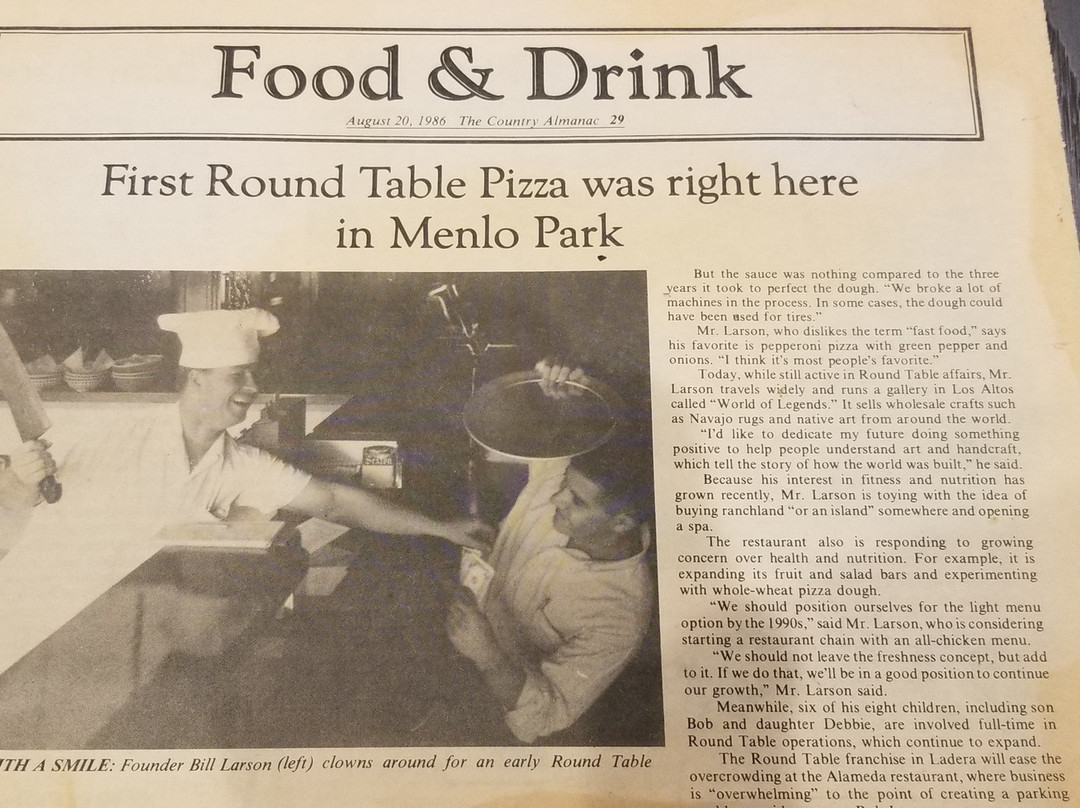 Food & Drink
August 20, 1986 The Country Almanac 29
First Round Table Pizza was right here
in Menlo Park
But the sauce was nothing compared to the three
years it took to perfect the dough. “We broke a lot of
machines in the process. In some cases, the dough could
have been used for tires.”
Mr. Larson, who dislikes the term “fast food,” says
his favorite is pepperoni pizza with green pepper and
onions. “I think it’s most people’s favorite.”
Today, while still active in Round Table affairs, Mr.
Larson travels widely and runs a gallery in Los Altos
called “World of Legends.” It sells wholesale crafts such
as Navajo rugs and native art from around the world.
“I’d like to dedicate my future doing something
positive to help people understand art and handcraft,
which tell the story of how the world was built,” he said.
Because his interest in fitness and nutrition has
grown recently, Mr. Larson is toying with the idea of
buying ranchland “or an island” somewhere and opening
a spa.
The restaurant also is responding to growing
concern over health and nutrition. For example, it is
expanding its fruit and salad bars and experimenting
with whole-wheat pizza dough.
“We should position ourselves for the light menu
option by the 1990s,” said Mr. Larson, who is considering
starting a restaurant chain with an all-chicken menu.
“We should not leave the freshness concept, but add
to it. If we do that, we’ll be in a good position to continue
our growth,” Mr. Larson said.
Meanwhile, six of his eight children, including son
Bob and daughter Debbie, are involved full-time in
Round Table operations, which continue to expand.
The Round Table franchise in Ladera will ease the
overcrowding at the Alameda restaurant, where business
is “overwhelming” to the point of creating a parking
ITH A SMILE: Founder Bill Larson (left) clowns around for an early Round Table